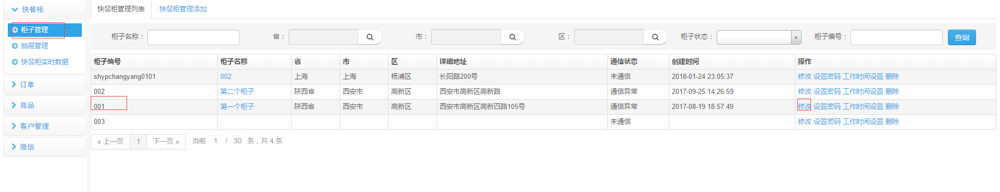 快餐柜
柜子管理
抽屉管理
快餐柜实时数据
订单
商品
客户管理
微信
快餐柜管理列表 快餐柜管理添加
柜子名称： 省： 市： 区： 柜子状态： 柜子编号： 查询
柜子编号 柜子名称 省 市 区 详细地址 通信状态 创建时间 操作
shypchangyang0101 002 上海 上海 杨浦区 长阳路200号 未通信 2018-01-24 23:05:37 修改 设置密码 工作时间设置 删除
002 第二个柜子 陕西省 西安市 高新区 西安市高新区高新路 通信异常 2017-09-25 14:26:59 修改 设置密码 工作时间设置 删除
001 第一个柜子 陕西省 西安市 高新区 西安市高新区高新四路105号 通信异常 2017-08-19 18:57:49 修改 设置密码 工作时间设置 删除
003 未通信 修改 设置密码 工作时间设置 删除
« 上一页 1 下一页 » 当前 1 / 30 条，共 4 条